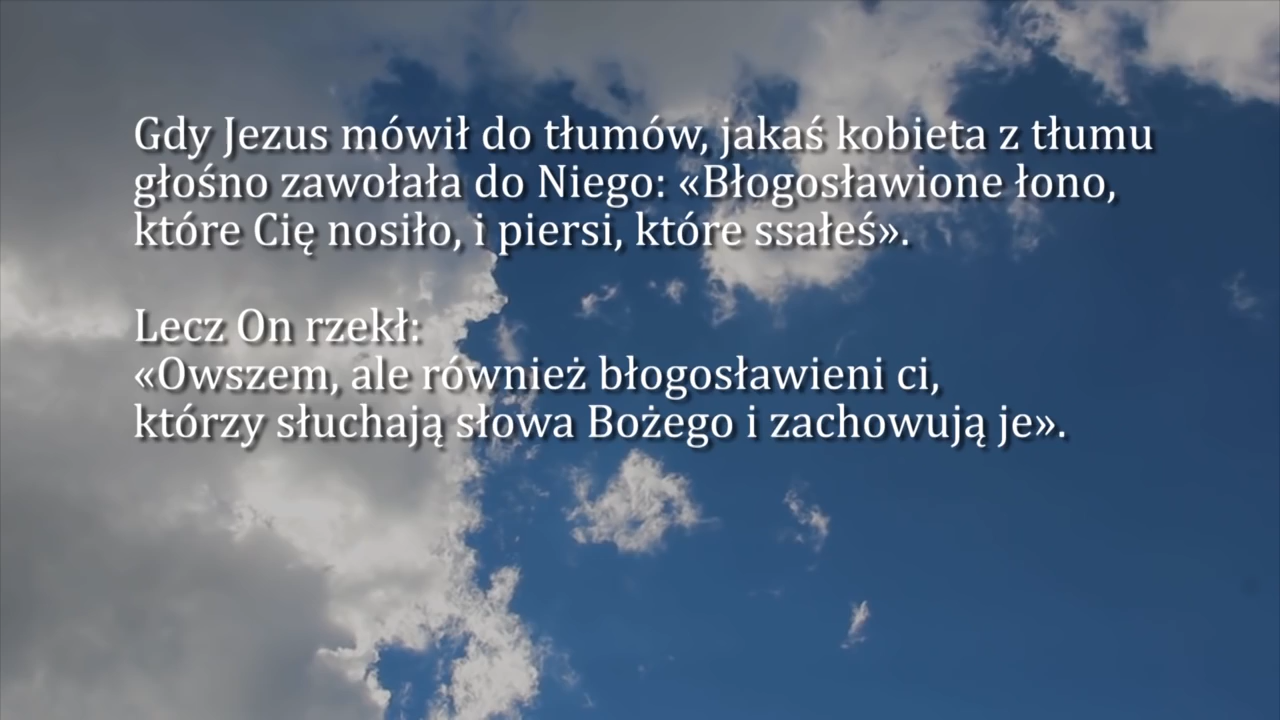 Gdy Jezus mówił do tłumów, jakaś kobieta z tłumu
głośno zawołała do Niego: «Błogosławione łono,
które Cię nosiło, i piersi, które ssałeś».
Lecz On rzekł:
«Owszem, ale również błogosławieni ci,
którzy słuchają słowa Bożego i zachowują je».